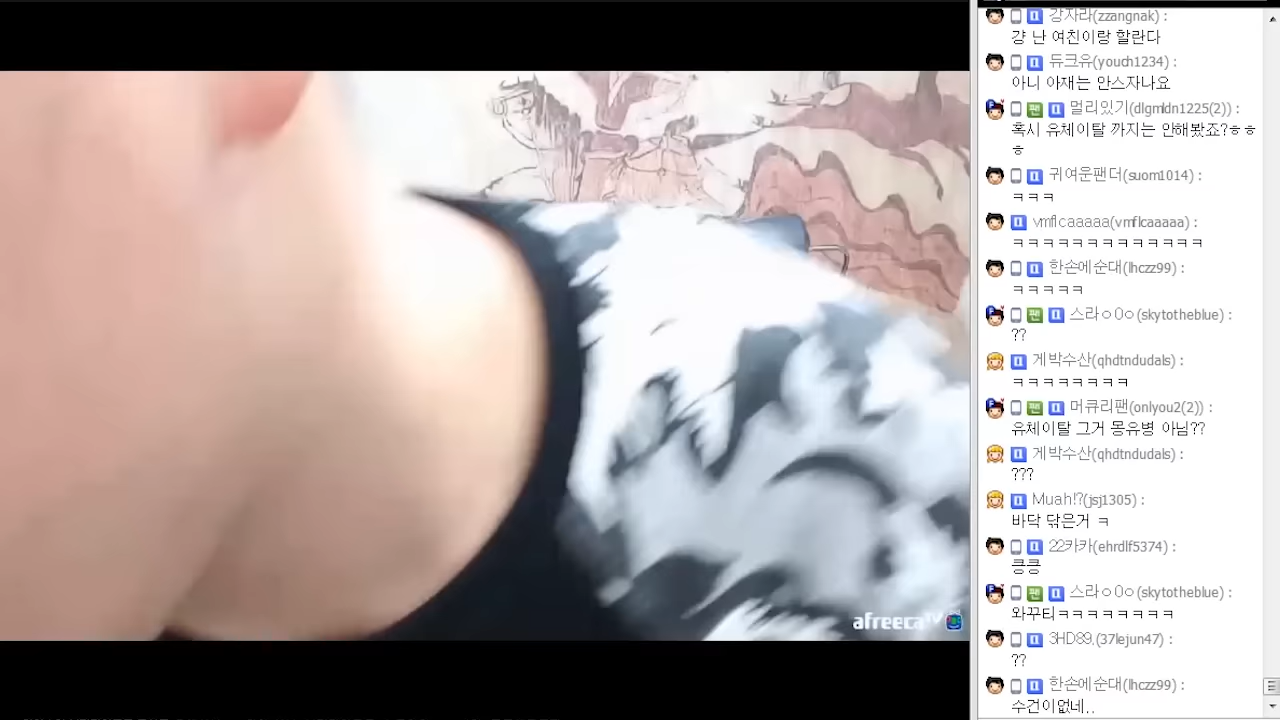 강자라(zzangnak) :
걍 난 여친이랑 할란다
듀크유(youch1234) :
아니 아재는 안스자나요
멀리있기(dlgmldn1225(2)) :
혹시 유체이탈 까지는 안해봤죠?ㅎㅎ
ㅎ
귀여운팬더(suom1014) :
ㅋㅋㅋ
vmflcaaaaa(vmflcaaaaa) :
ㅋㅋㅋㅋㅋㅋㅋㅋㅋㅋㅋㅋㅋ
한손에순대(lhczz99) :
ㅋㅋㅋㅋㅋ
스라ㅇ0ㅇ(skytotheblue) :
??
게박수산(qhdtndudals) :
ㅋㅋㅋㅋㅋㅋㅋㅋ
머큐리팬(onlyou2(2)) :
유체이탈 그거 몽유병 아님??
게박수산(qhdtndudals) :
???
Muah!?(jsj1305) :
바닥 닦은거 ㅋ
22카카(ehrdlf5374) :
킁킁
스라ㅇ0ㅇ(skytotheblue) :
와꾸티ㅋㅋㅋㅋㅋㅋㅋㅋ
3HD89.(37lejun47) :
??
한손에순대(lhczz99) :
수건이없네..
afreecaTV